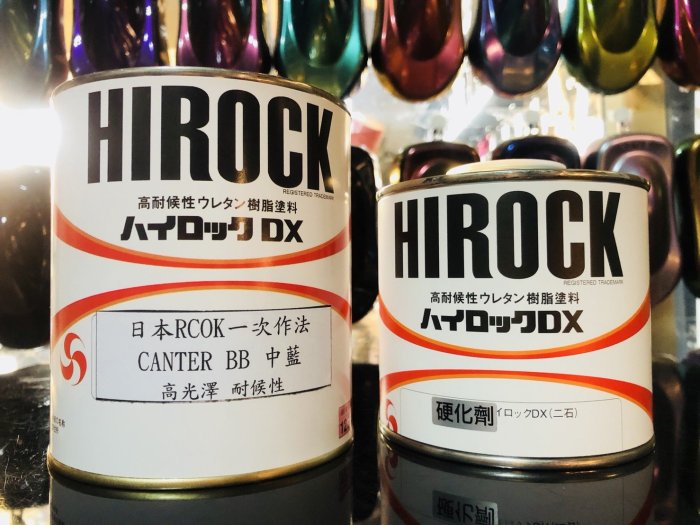 HIROCK
REGISTERED TRADEMARK
高耐候性ウレタン樹脂塗料
ハイロックDX
日本RCOK一次作法
CANTER BB 中藍
高光澤 耐候性
HIROCK
REGISTERED TRADEMARK
高耐候性ウレタン樹脂塗料
ハイロックDX
硬化劑
イロックDX(二石)